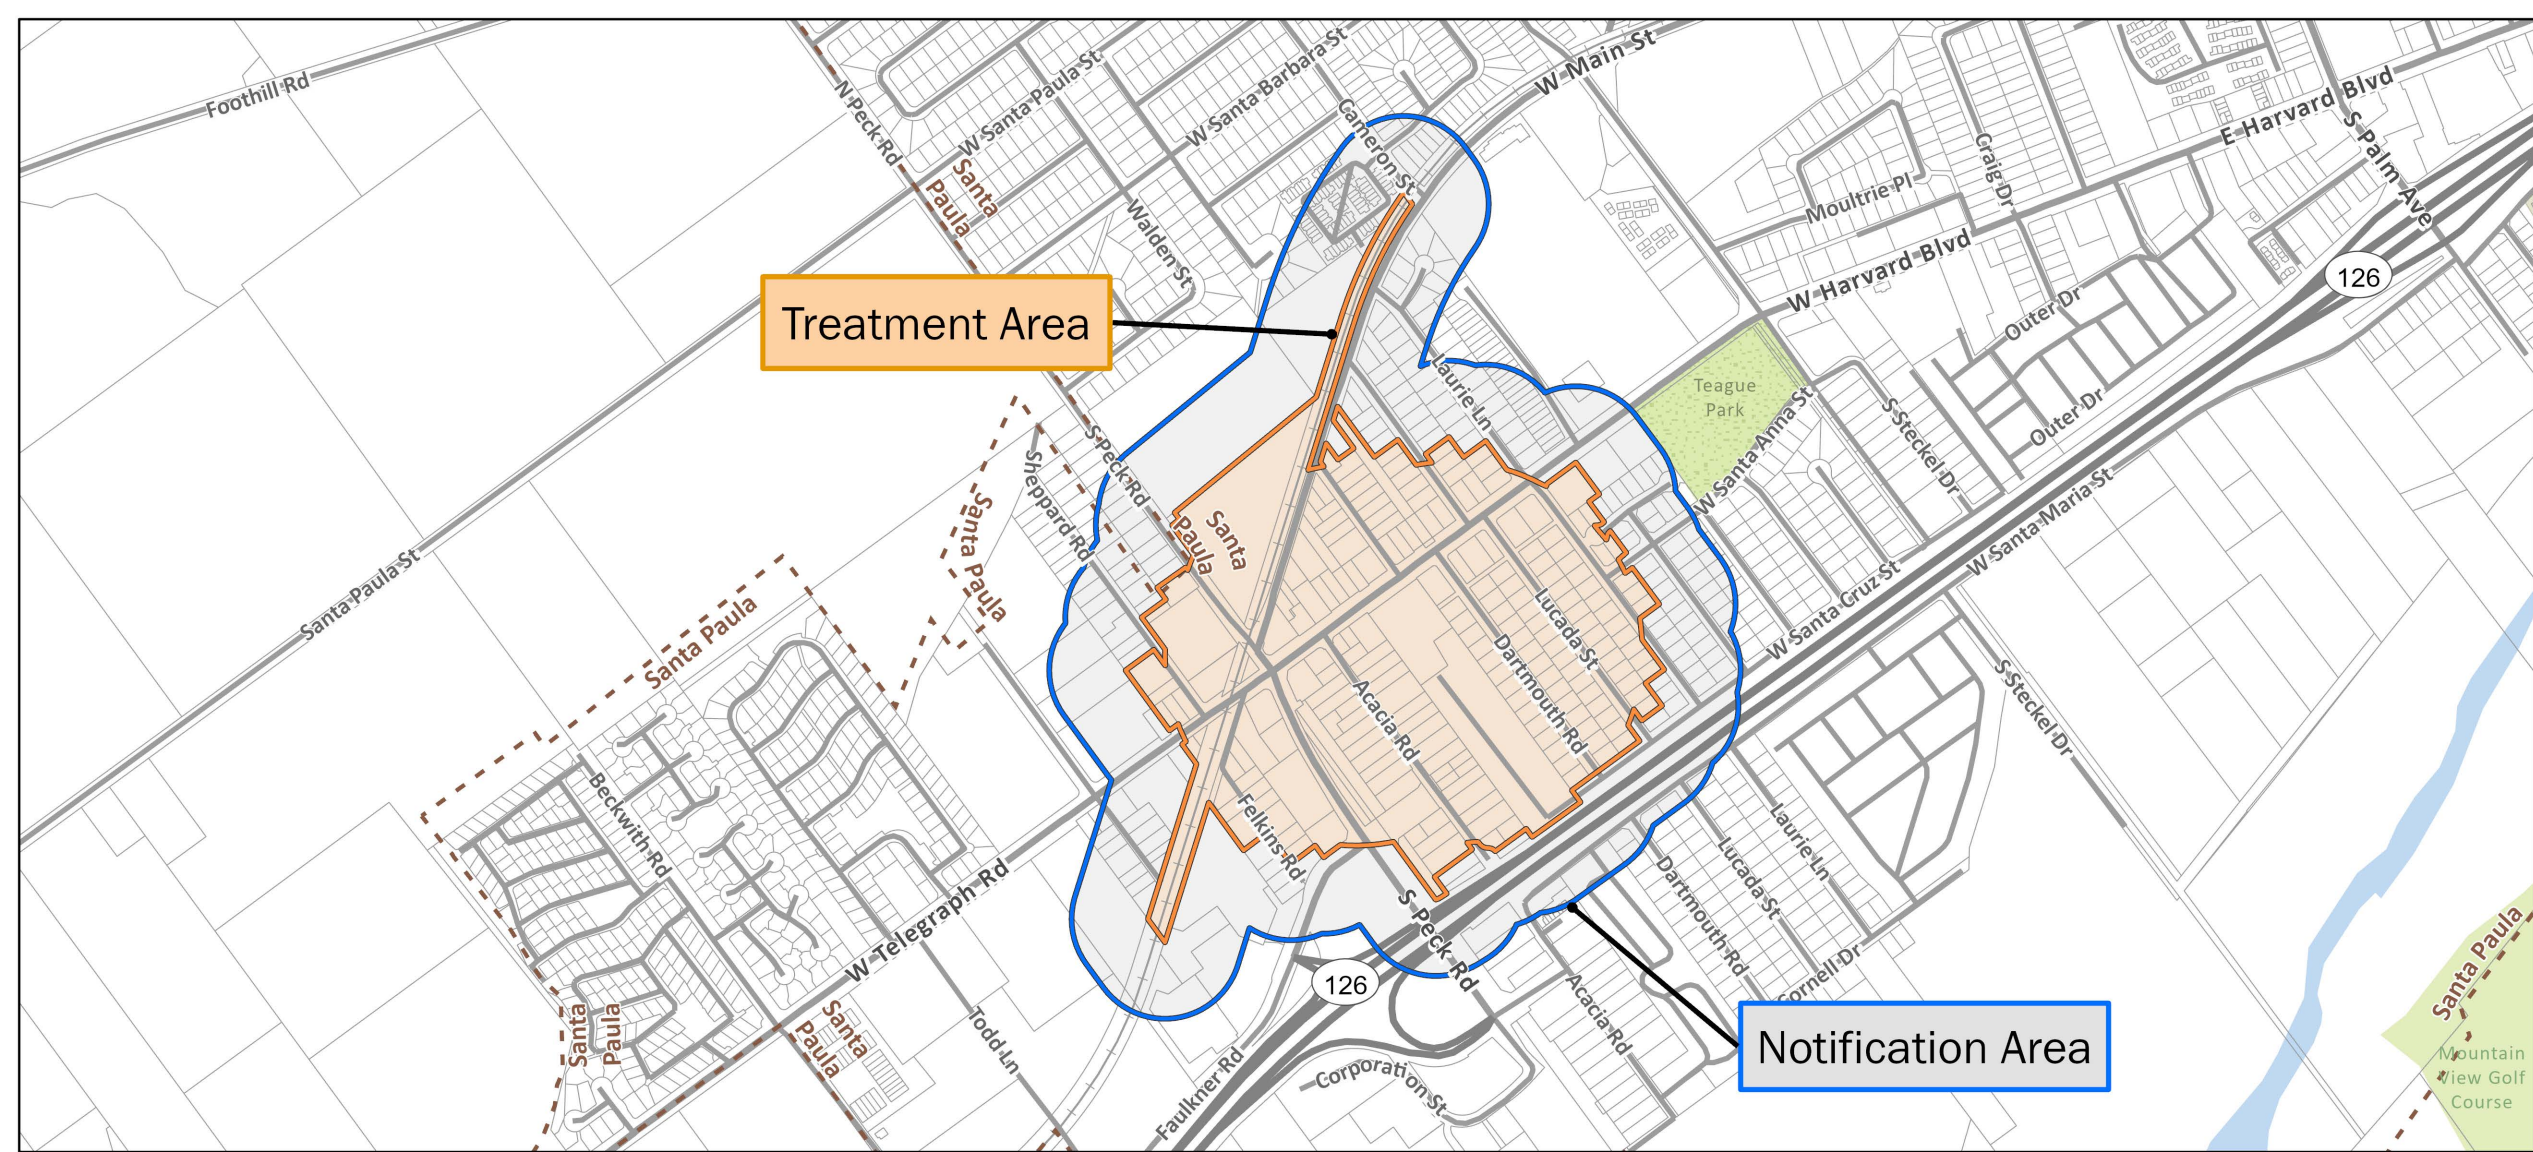 Foothill Rd
N Peck Rd
W Santa Paula St
W Santa Barbara St
Cameron St
W Main St
Santa
Paula
Walden St
Craig Dr
Moultrie Pl
E Harvard Blvd
S Palm Ave
W Harvard Blvd
126
Outer Dr
Treatment Area
Laurie Ln
Teague
Park
W Santa Anna St
S Steckel Dr
Outer Dr
S Peck Rd
Sheppard Rd
Santa Paula
Santa
Paula
Santa Paula St
Santa Paula
W Santa Maria St
W Santa Cruz St
Lucada St
Dartmouth Rd
Acacia Rd
S Steckel Dr
Beckwith Rd
Felkins Rd
Laurie Ln
Lucada St
Dartmouth Rd
W Telegraph Rd
S Peck Rd
126
Cornell Dr
Acacia Rd
Santa
Paula
Santa
Paula
Todd Ln
Faulkner Rd
Corporation St
Notification Area
Santa Paula
Mountain
View Golf
Course